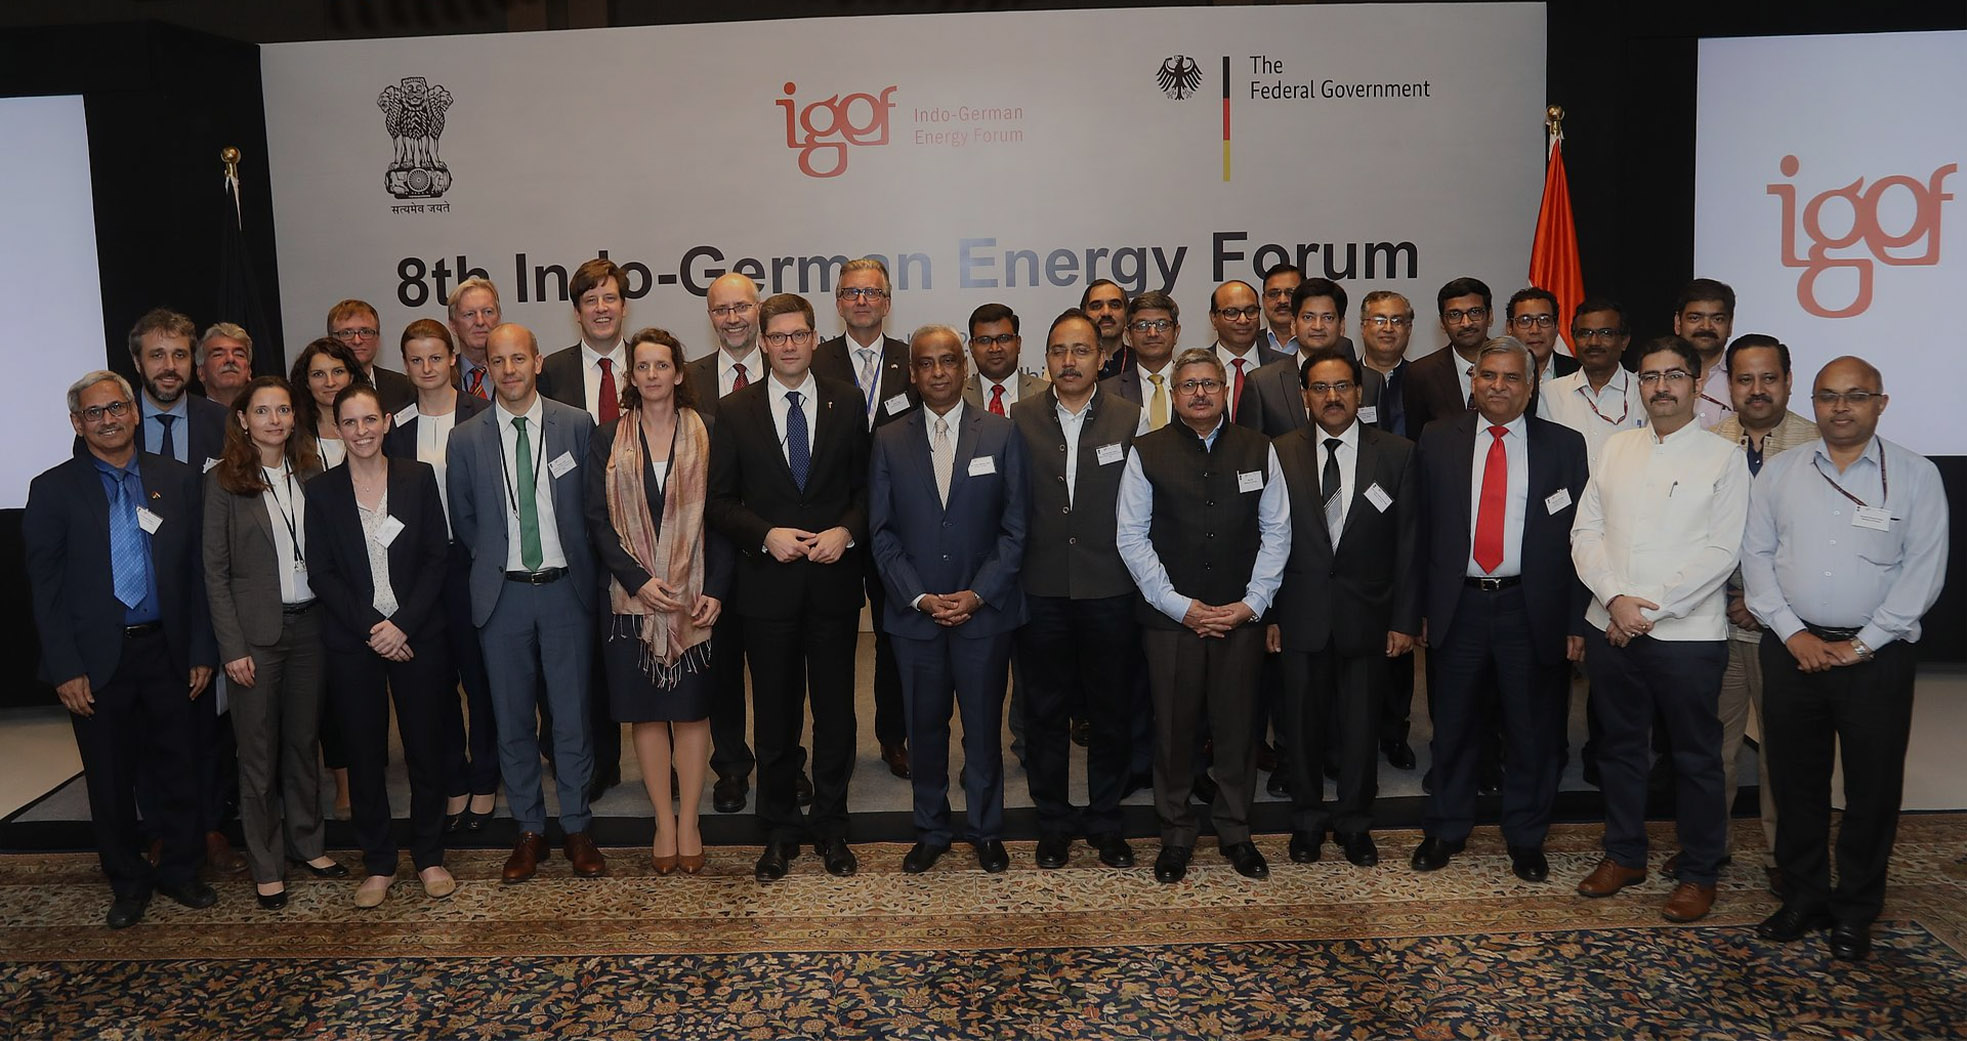 सत्यमेव जयते
igef
Indo-German
Energy Forum
The
Federal Government
8th Indo-German Energy Forum
igef